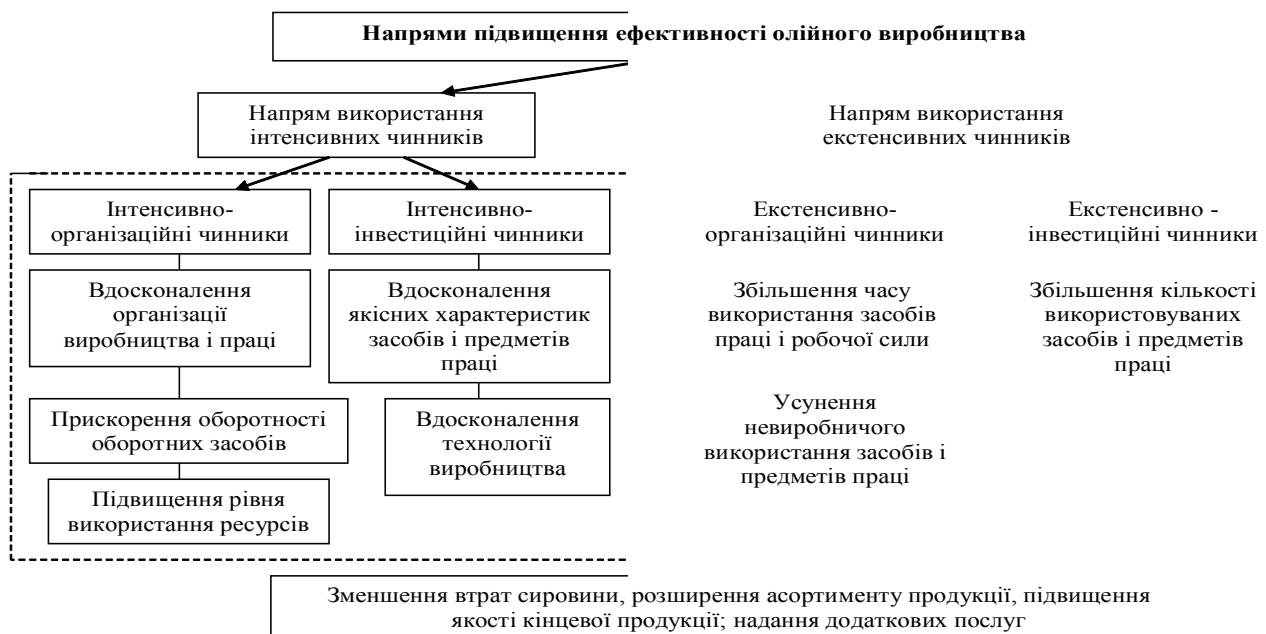 Напрями підвищення ефективності олійного виробництва
Напрям використання
інтенсивних чинників
Напрям використання
екстенсивних чинників
Інтенсивно-
організаційні чинники
Інтенсивно-
інвестиційні чинники
Екстенсивно-
організаційні чинники
Екстенсивно -
інвестиційні чинники
Вдосконалення
організації
виробництва і праці
Вдосконалення
якісних характеристик
засобів і предметів
праці
Збільшення часу
використання засобів
праці і робочої сили
Збільшення кількості
використовуваних
засобів і предметів
праці
Прискорення оборотності
оборотних засобів
Вдосконалення
технології
виробництва
Усунення
невиробничого
використання засобів і
предметів праці
Підвищення рівня
використання ресурсів
Зменшення втрат сировини, розширення асортименту продукції, підвищення
якості кінцевої продукції; надання додаткових послуг